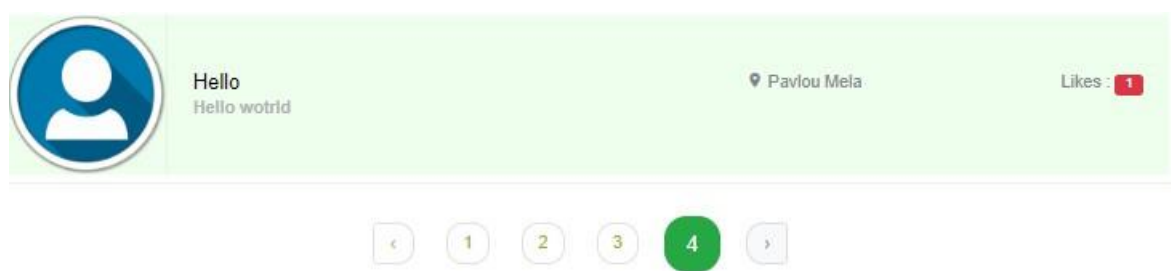 Hello
Hello wotrld
Pavlou Mela
Likes : 1
‹ 1 2 3 4 ›